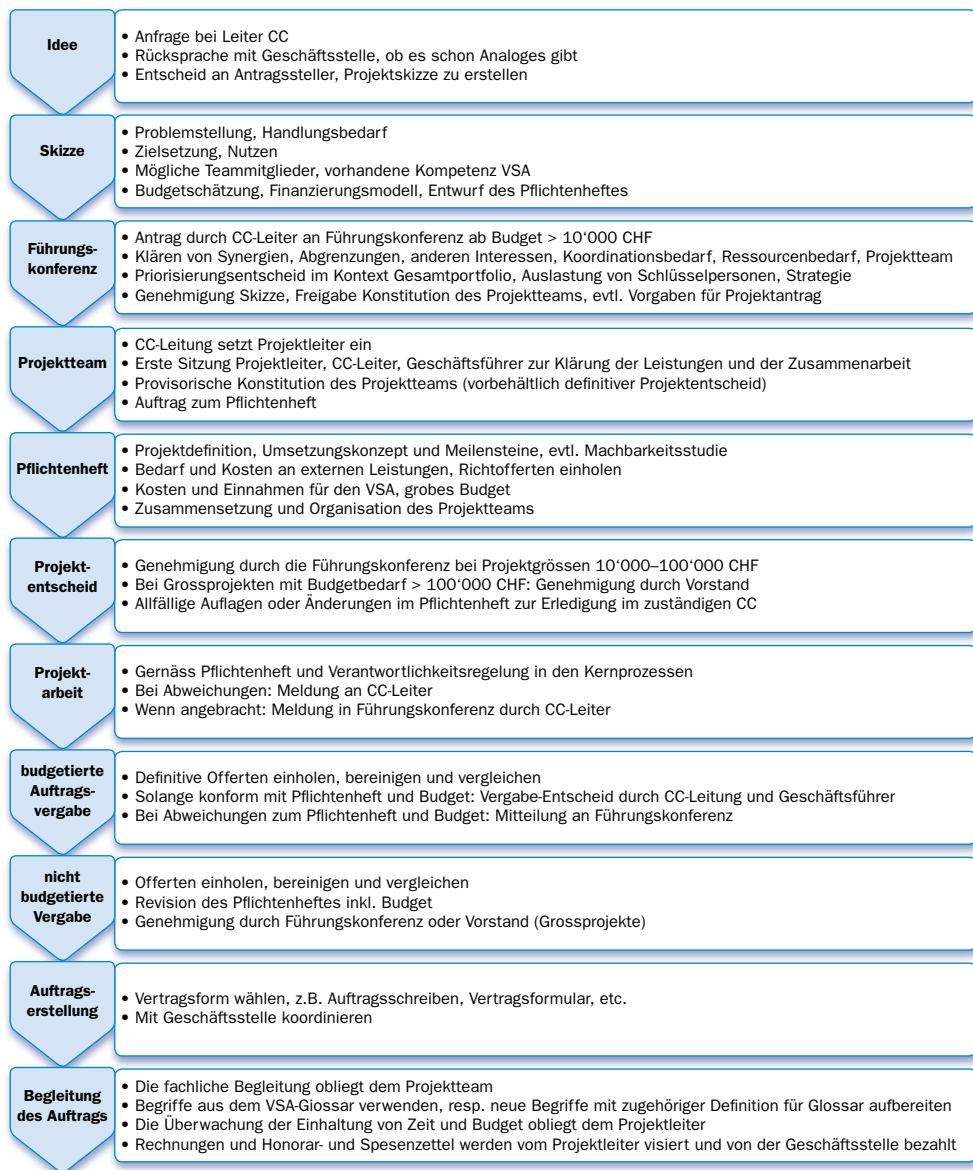 Idee
• Anfrage bei Leiter CC
• Rücksprache mit Geschäftsstelle, ob es schon Analoges gibt
• Entscheid an Antragssteller, Projektskizze zu erstellen
Skizze
• Problemstellung, Handlungsbedarf
• Zielsetzung, Nutzen
• Mögliche Teammitglieder, vorhandene Kompetenz VSA
• Budgetschätzung, Finanzierungsmodell, Entwurf des Pflichtenheftes
Führungs-
konferenz
• Antrag durch CC-Leiter an Führungskonferenz ab Budget > 10‘000 CHF
• Klären von Synergien, Abgrenzungen, anderen Interessen, Koordinationsbedarf, Ressourcenbedarf, Projektteam
• Priorisierungsentscheid im Kontext Gesamtportfolio, Auslastung von Schlüsselpersonen, Strategie
• Genehmigung Skizze, Freigabe Konstitution des Projektteams, evtl. Vorgaben für Projektantrag
Projektteam
• CC-Leitung setzt Projektleiter ein
• Erste Sitzung Projektleiter, CC-Leiter, Geschäftsführer zur Klärung der Leistungen und der Zusammenarbeit
• Provisorische Konstitution des Projektteams (vorbehältlich definitiver Projektentscheid)
• Auftrag zum Pflichtenheft
Pflichtenheft
• Projektdefinition, Umsetzungskonzept und Meilensteine, evtl. Machbarkeitsstudie
• Bedarf und Kosten an externen Leistungen, Richtofferten einholen
• Kosten und Einnahmen für den VSA, grobes Budget
• Zusammensetzung und Organisation des Projektteams
Projekt-
entscheid
• Genehmigung durch die Führungskonferenz bei Projektgrössen 10‘000–100‘000 CHF
• Bei Grossprojekten mit Budgetbedarf > 100‘000 CHF: Genehmigung durch Vorstand
• Allfällige Auflagen oder Änderungen im Pflichtenheft zur Erledigung im zuständigen CC
Projekt-
arbeit
• Gernäss Pflichtenheft und Verantwortlichkeitsregelung in den Kernprozessen
• Bei Abweichungen: Meldung an CC-Leiter
• Wenn angebracht: Meldung in Führungskonferenz durch CC-Leiter
budgetierte
Auftrags-
vergabe
• Definitive Offerten einholen, bereinigen und vergleichen
• Solange konform mit Pflichtenheft und Budget: Vergabe-Entscheid durch CC-Leitung und Geschäftsführer
• Bei Abweichungen zum Pflichtenheft und Budget: Mitteilung an Führungskonferenz
nicht
budgetierte
Vergabe
• Offerten einholen, bereinigen und vergleichen
• Revision des Pflichtenheftes inkl. Budget
• Genehmigung durch Führungskonferenz oder Vorstand (Grossprojekte)
Auftrags-
erstellung
• Vertragsform wählen, z.B. Auftragsschreiben, Vertragsformular, etc.
• Mit Geschäftsstelle koordinieren
Begleitung
des Auftrags
• Die fachliche Begleitung obliegt dem Projektteam
• Begriffe aus dem VSA-Giossar verwenden, resp. neue Begriffe mit zugehöriger Definition für Glossar aufbereiten
• Die Überwachung der Einhaltung von Zeit und Budget obliegt dem Projektleiter
• Rechnungen und Honorar- und Spesenzettel werden vom Projektleiter visiert und von der Geschäftsstelle bezahlt